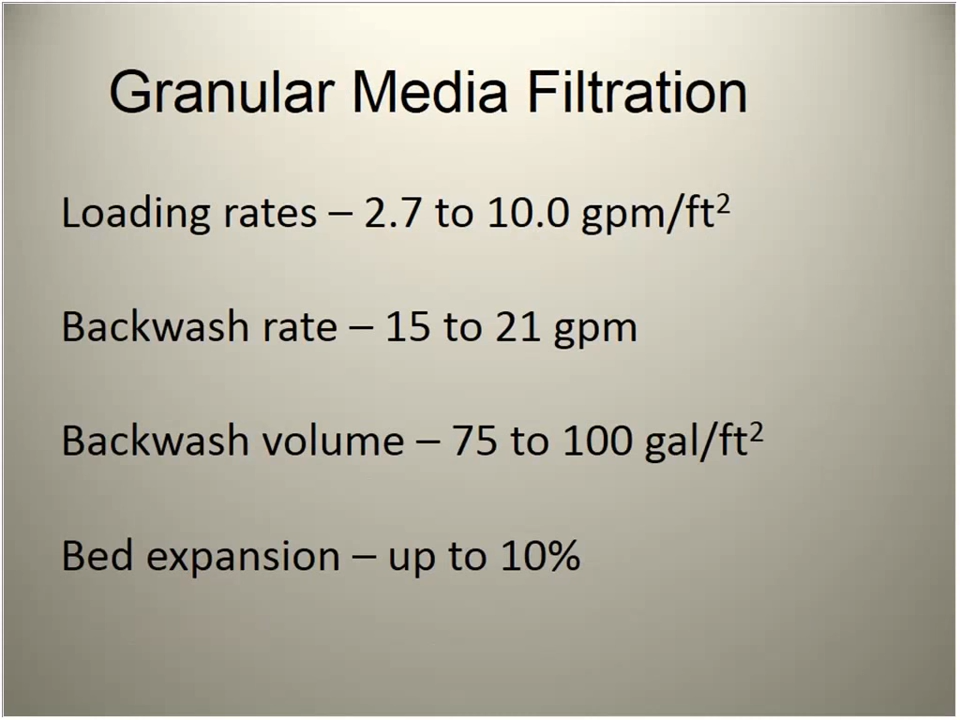 Granular Media Filtration
Loading rates – 2.7 to 10.0 gpm/ft²
Backwash rate – 15 to 21 gpm
Backwash volume – 75 to 100 gal/ft²
Bed expansion – up to 10%